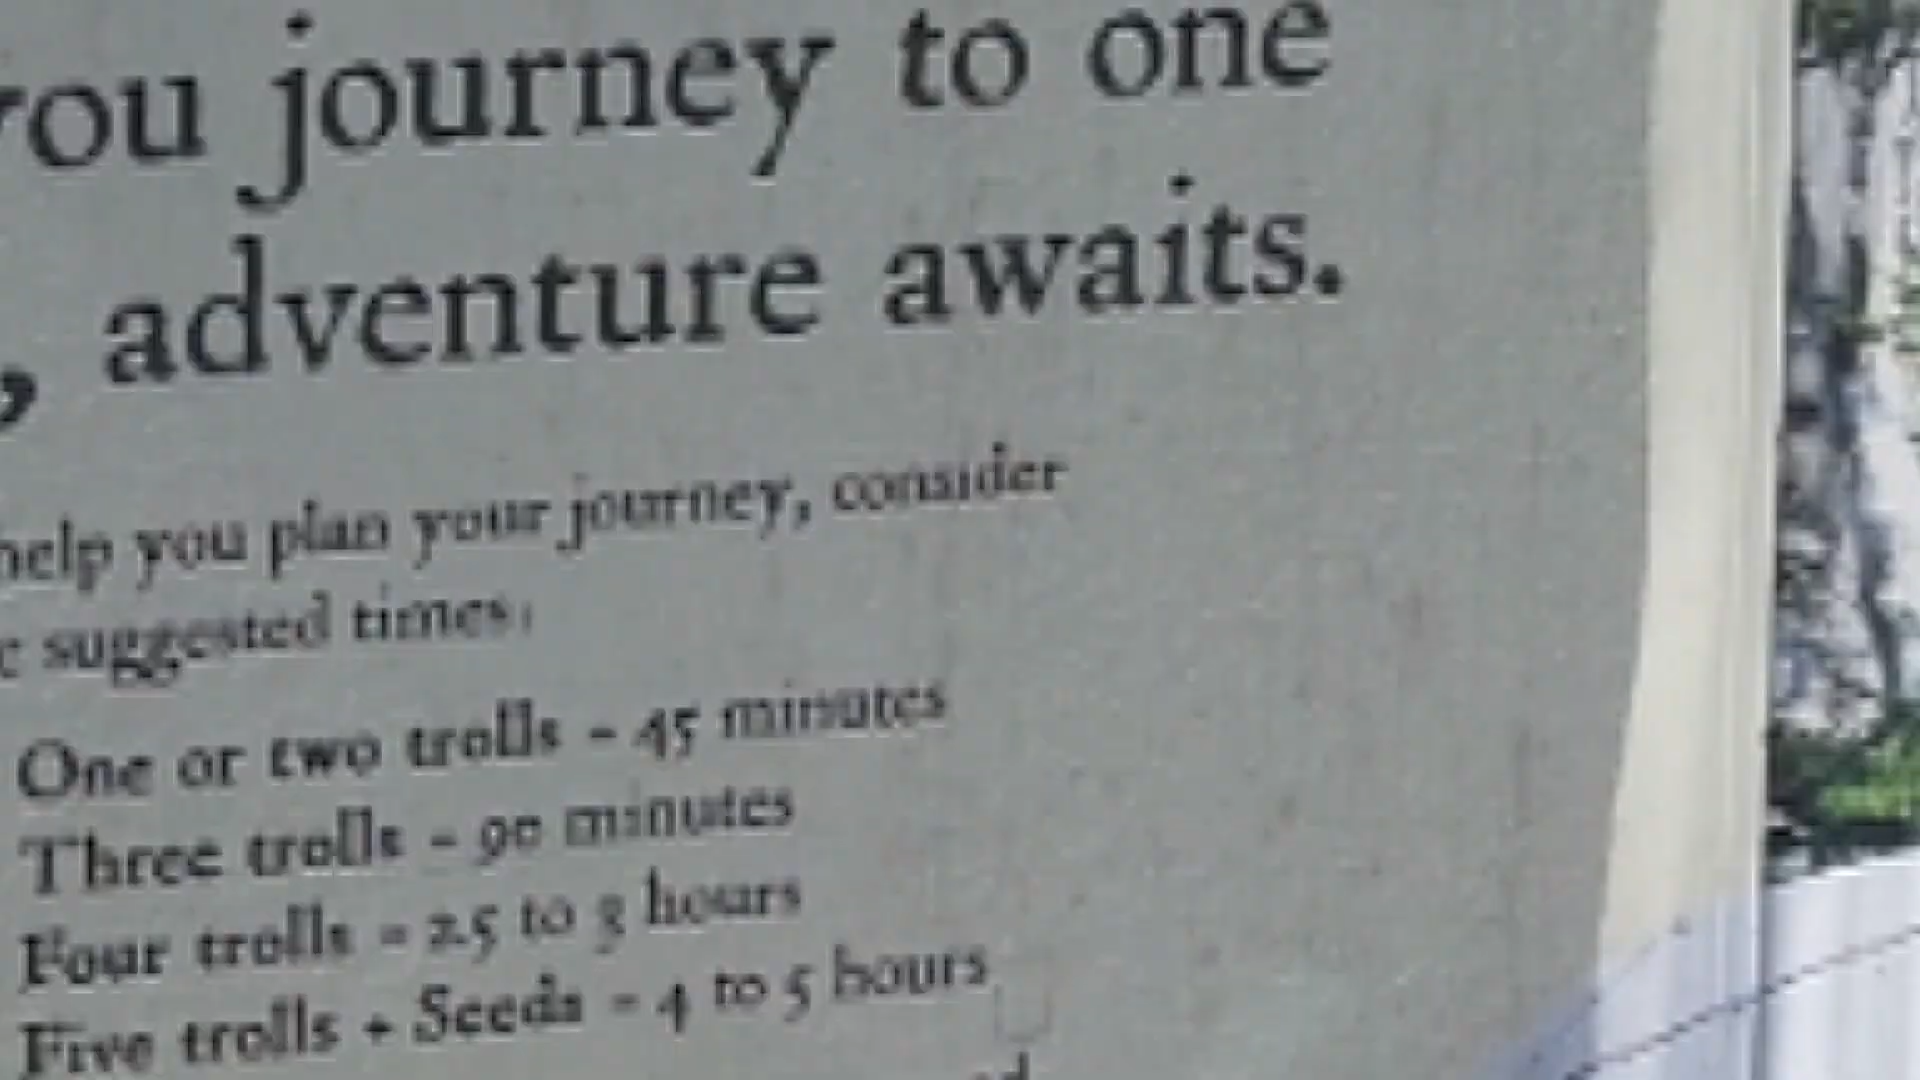 you journey to one
, adventure awaits.
help you plan your journey, consider
suggested times:
One or two trolls - 45 minutes
Three trolls - 90 minutes
Four trolls - 2.5 to 3 hours
Five trolls + Seeds - 4 to 5 hours